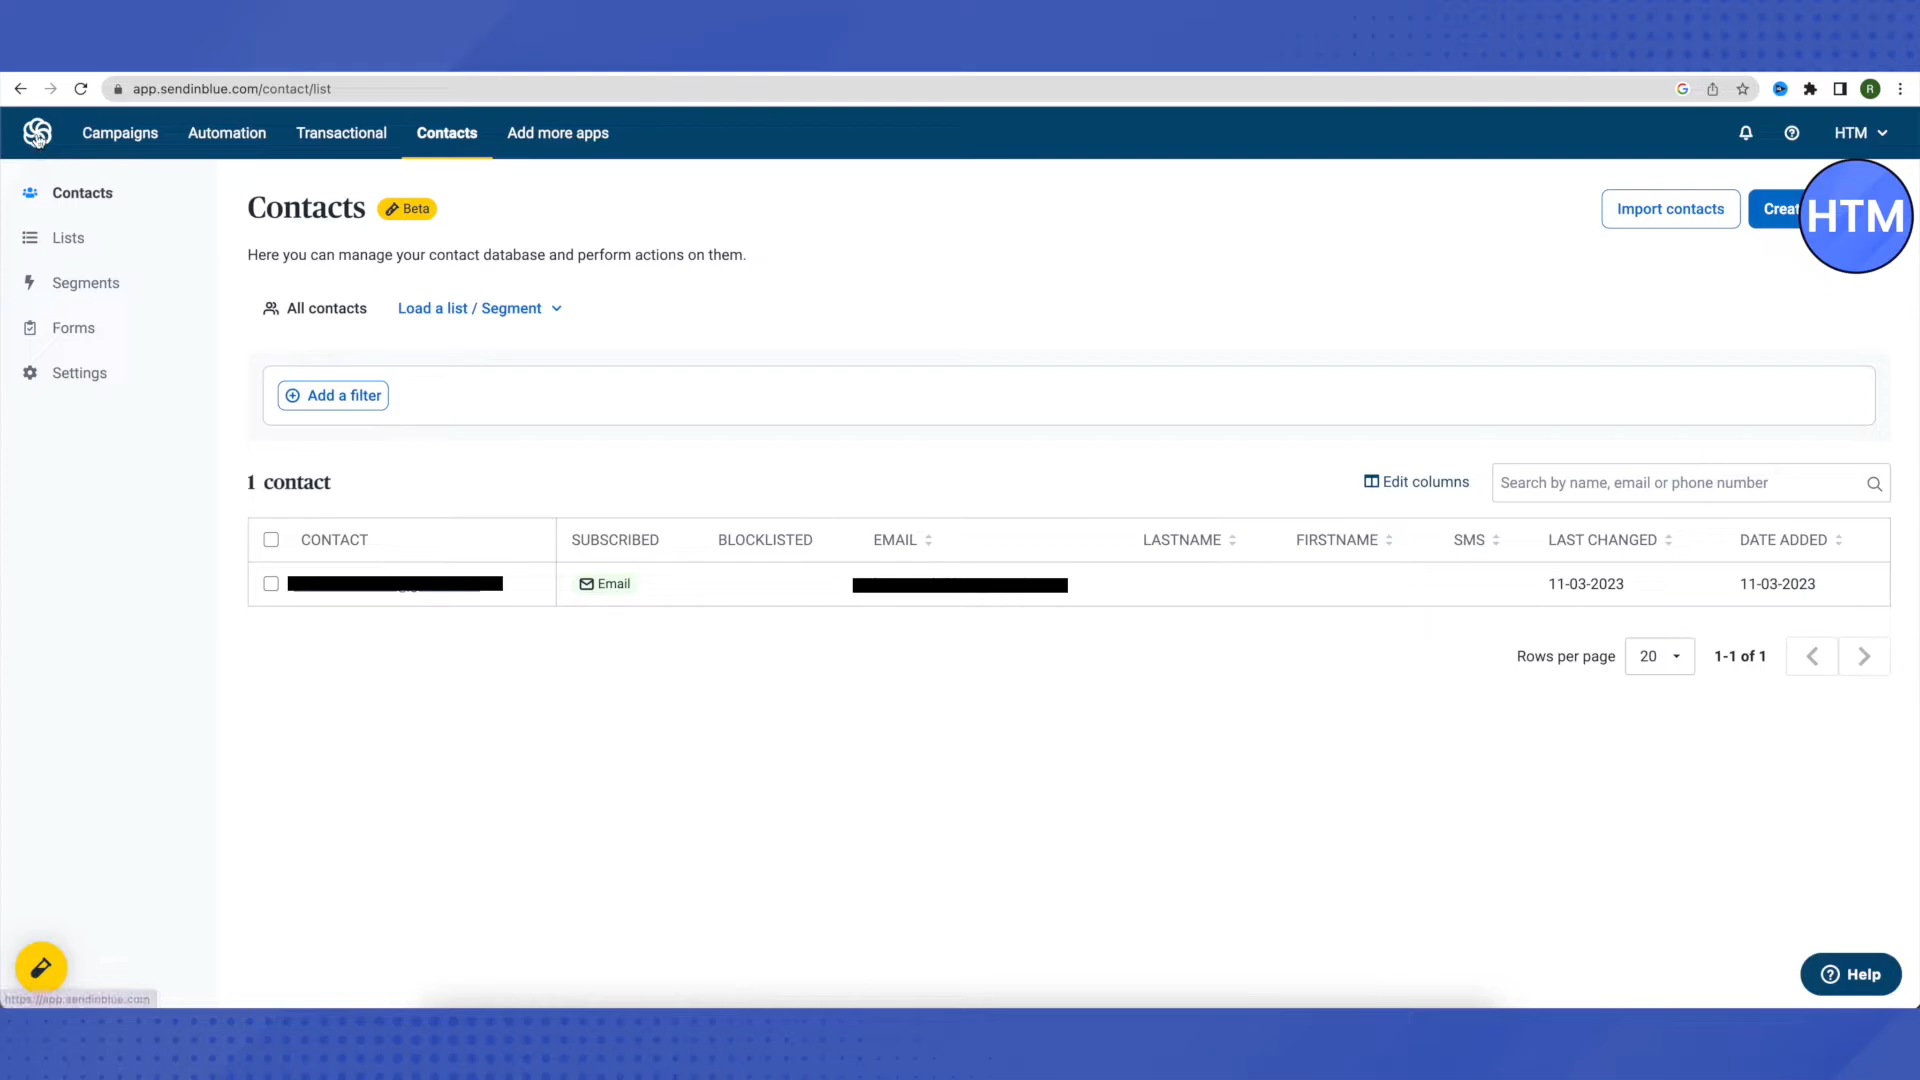 app.sendinblue.com/contact/list
R
Campaigns Automation Transactional Contacts Add more apps
HTM
Contacts
Lists
Segments
Forms
Settings
Contacts Beta
Import contacts
Creat
HTM
Here you can manage your contact database and perform actions on them.
All contacts Load a list / Segment
Add a filter
1 contact
Edit columns
Search by name, email or phone number
CONTACT SUBSCRIBED BLOCKLISTED EMAIL LASTNAME FIRSTNAME SMS LAST CHANGED DATE ADDED
Email 11-03-2023 11-03-2023
Rows per page 20 1-1 of 1
Help
https://app.sendinblue.com